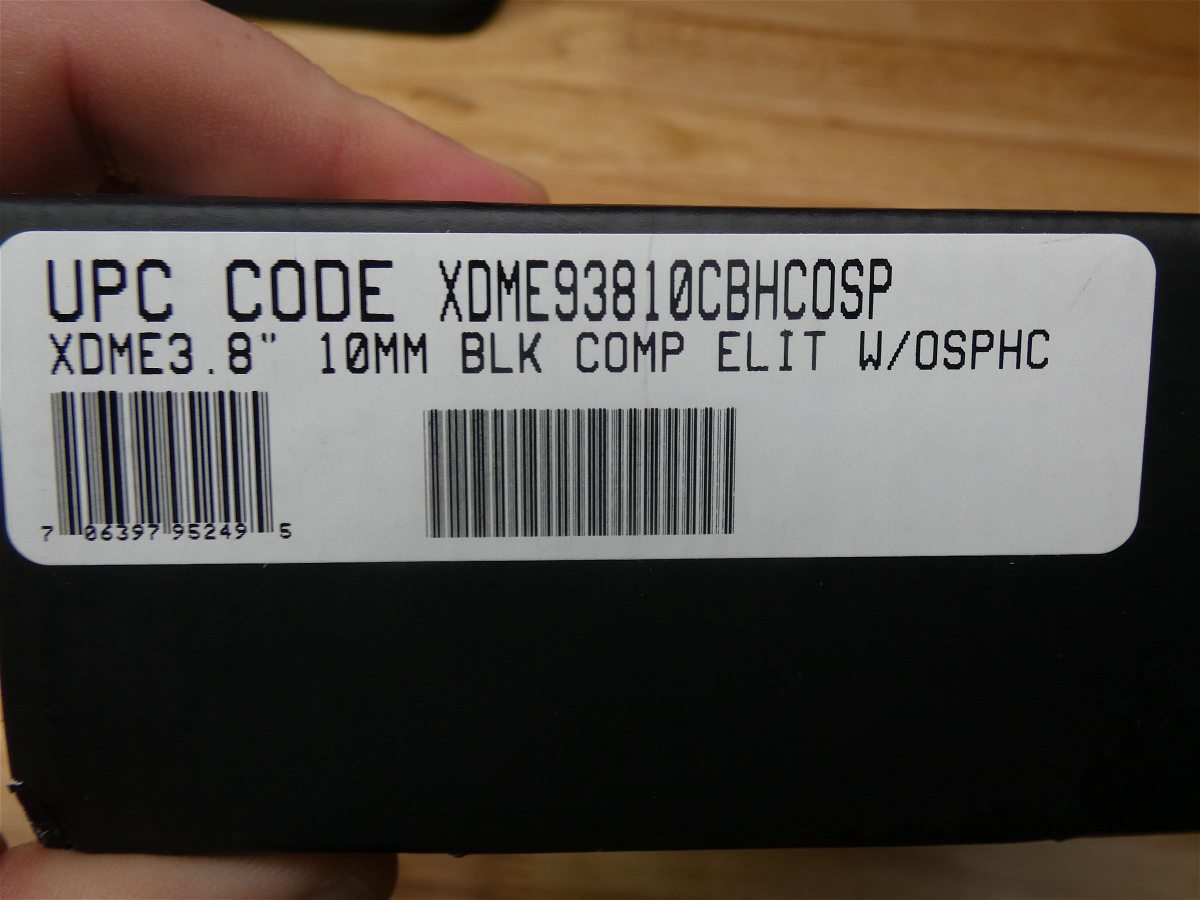 UPC CODE XDME93810CBHCOSP
XDME3.8" 10MM BLK COMP ELIT W/OSPHC
7 06397 95249 5